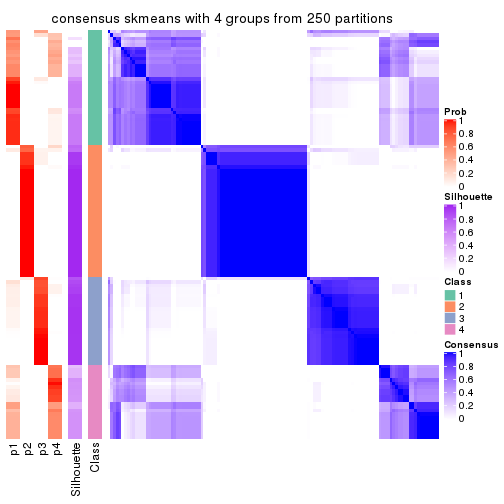 consensus skmeans with 4 groups from 250 partitions
Prob
1
0.8
0.6
0.4
0.2
0
Silhouette
1
0.8
0.6
0.4
0.2
0
Class
1
2
3
4
Consensus
1
0.8
0.6
0.4
0.2
0
p1
p2
p3
p4
Silhouette
Class